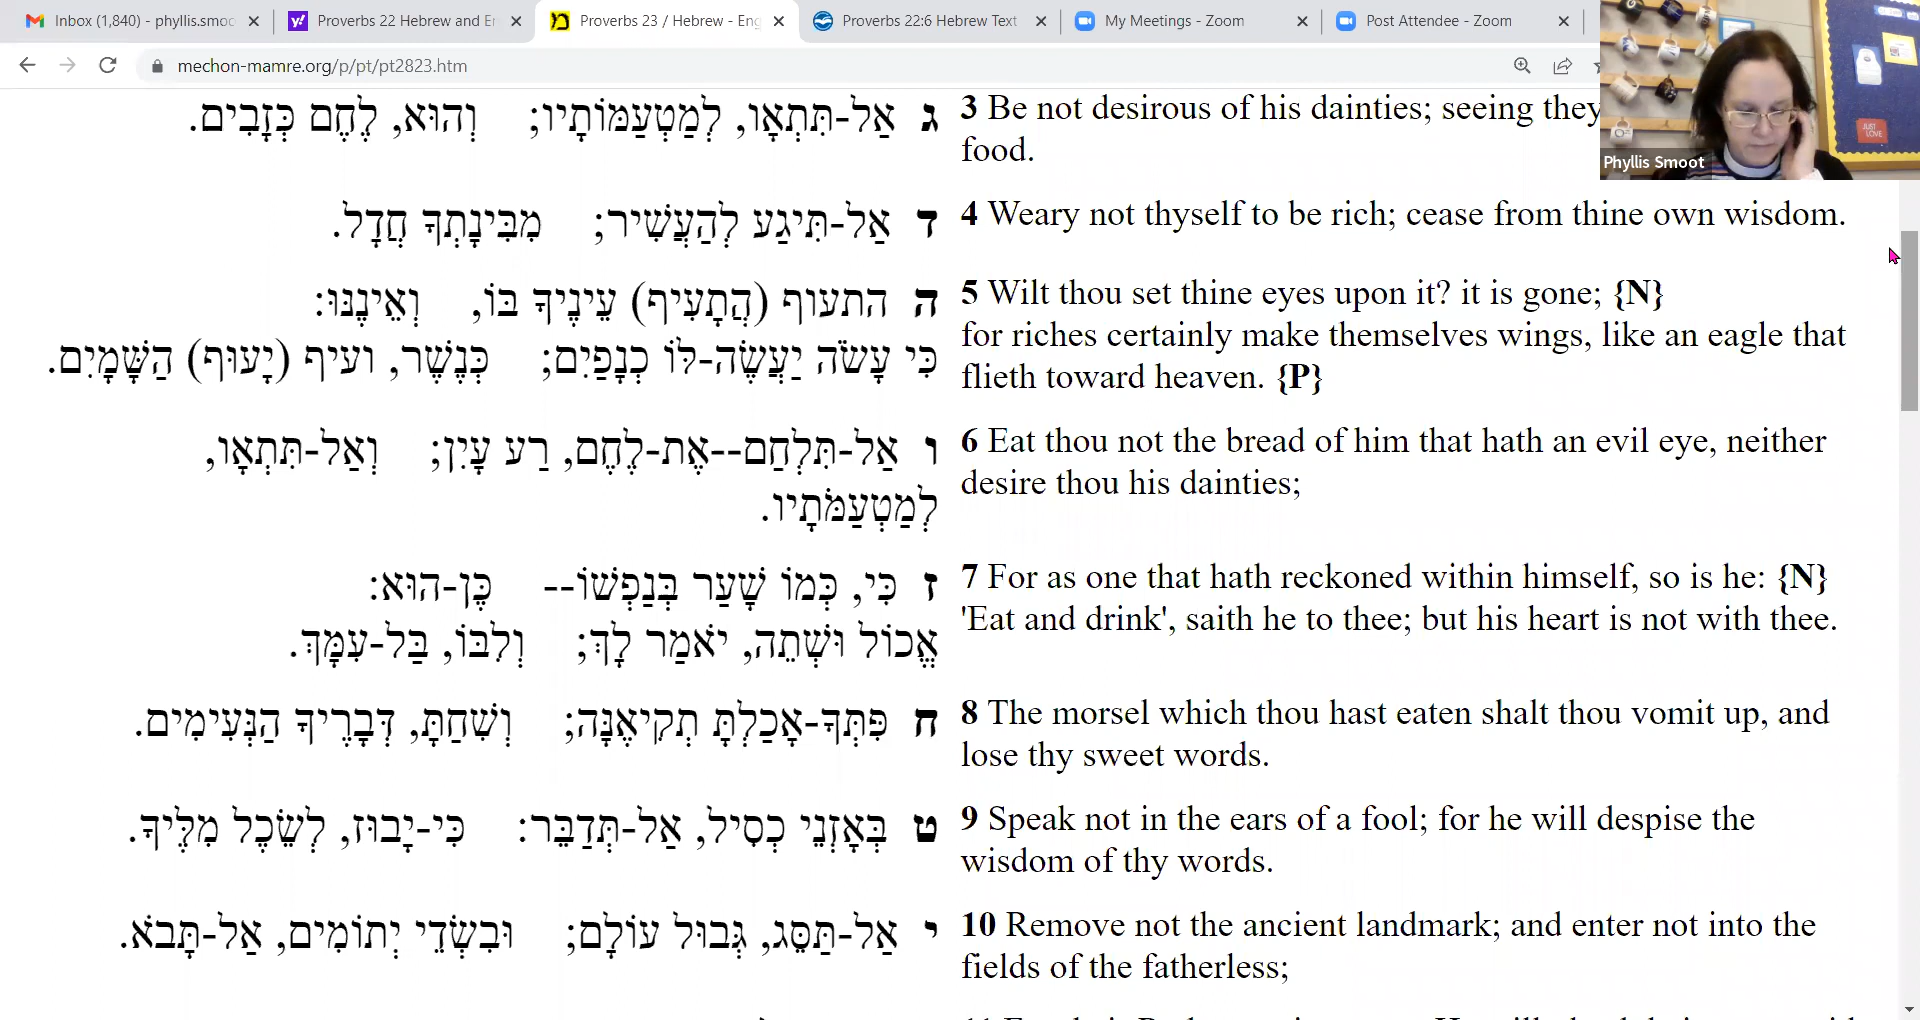 Inbox (1,840) - phyllis.smoc
Proverbs 22 Hebrew and En
Proverbs 23 / Hebrew - Eng
Proverbs 22:6 Hebrew Text
My Meetings - Zoom
Post Attendee - Zoom
mechon-mamre.org/p/pt/pt2823.htm
JUST LOVE
Phyllis Smoot
ג אַל-תִּתְאָו, לְמַטְעַמּוֹתָיו; וְהוּא, לֶחֶם כְּזָבִים.
3 Be not desirous of his dainties; seeing they
food.
ד אַל-תִּיגַע לְהַעֲשִׁיר; מִבִּינָתְךָ חֲדָל.
4 Weary not thyself to be rich; cease from thine own wisdom.
ה התעוף (הֲתָעִיף) עֵינֶיךָ בּוֹ, וְאֵינֶנּוּ:
כִּי עָשֹׂה יַעֲשֶׂה-לּוֹ כְנָפַיִם; כְּנֶשֶׁר, ועיף (יָעוּף) הַשָּׁמָיִם.
5 Wilt thou set thine eyes upon it? it is gone; {N}
for riches certainly make themselves wings, like an eagle that
flieth toward heaven. {P}
ו אַל-תִּלְחַם--אֶת-לֶחֶם, רַע עָיִן; וְאַל-תִּתְאָו,
לְמַטְעַמֹּתָיו.
6 Eat thou not the bread of him that hath an evil eye, neither
desire thou his dainties;
ז כִּי, כְּמוֹ שָׁעַר בְּנַפְשׁוֹ-- כֶּן-הוּא:
אֱכוֹל וּשְׁתֵה, יֹאמַר לָךְ; וְלִבּוֹ, בַּל-עִמָּךְ.
7 For as one that hath reckoned within himself, so is he: {N}
'Eat and drink', saith he to thee; but his heart is not with thee.
ח פִּתְּךָ-אָכַלְתָּ תְקִיאֶנָּה; וְשִׁחַתָּ, דְּבָרֶיךָ הַנְּעִימִים.
8 The morsel which thou hast eaten shalt thou vomit up, and
lose thy sweet words.
ט בְּאָזְנֵי כְסִיל, אַל-תְּדַבֵּר: כִּי-יָבוּז, לְשֵׂכֶל מִלֶּיךָ.
9 Speak not in the ears of a fool; for he will despise the
wisdom of thy words.
י אַל-תַּסֵּג, גְּבוּל עוֹלָם; וּבִשְׂדֵי יְתוֹמִים, אַל-תָּבֹא.
10 Remove not the ancient landmark; and enter not into the
fields of the fatherless;